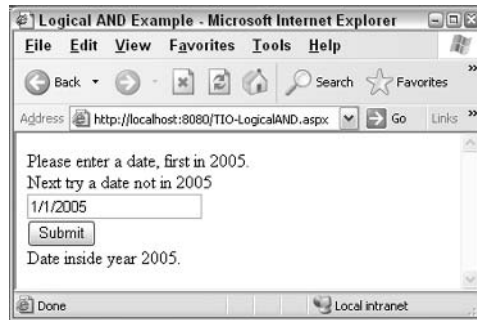 Logical AND Example - Microsoft Internet Explorer
File Edit View Favorites Tools Help
Back Search Favorites »
Address http://localhost:8080/TIO-LogicalAND.aspx Go Links »
Please enter a date, first in 2005.
Next try a date not in 2005
1/1/2005
Submit
Date inside year 2005.
Done Local intranet